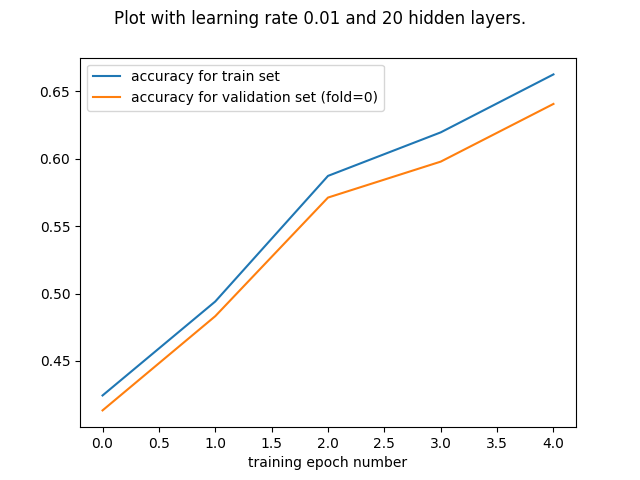 Plot with learning rate 0.01 and 20 hidden layers.
accuracy for train set
accuracy for validation set (fold=0)
0.65
0.60
0.55
0.50
0.45
0.0 0.5 1.0 1.5 2.0 2.5 3.0 3.5 4.0
training epoch number